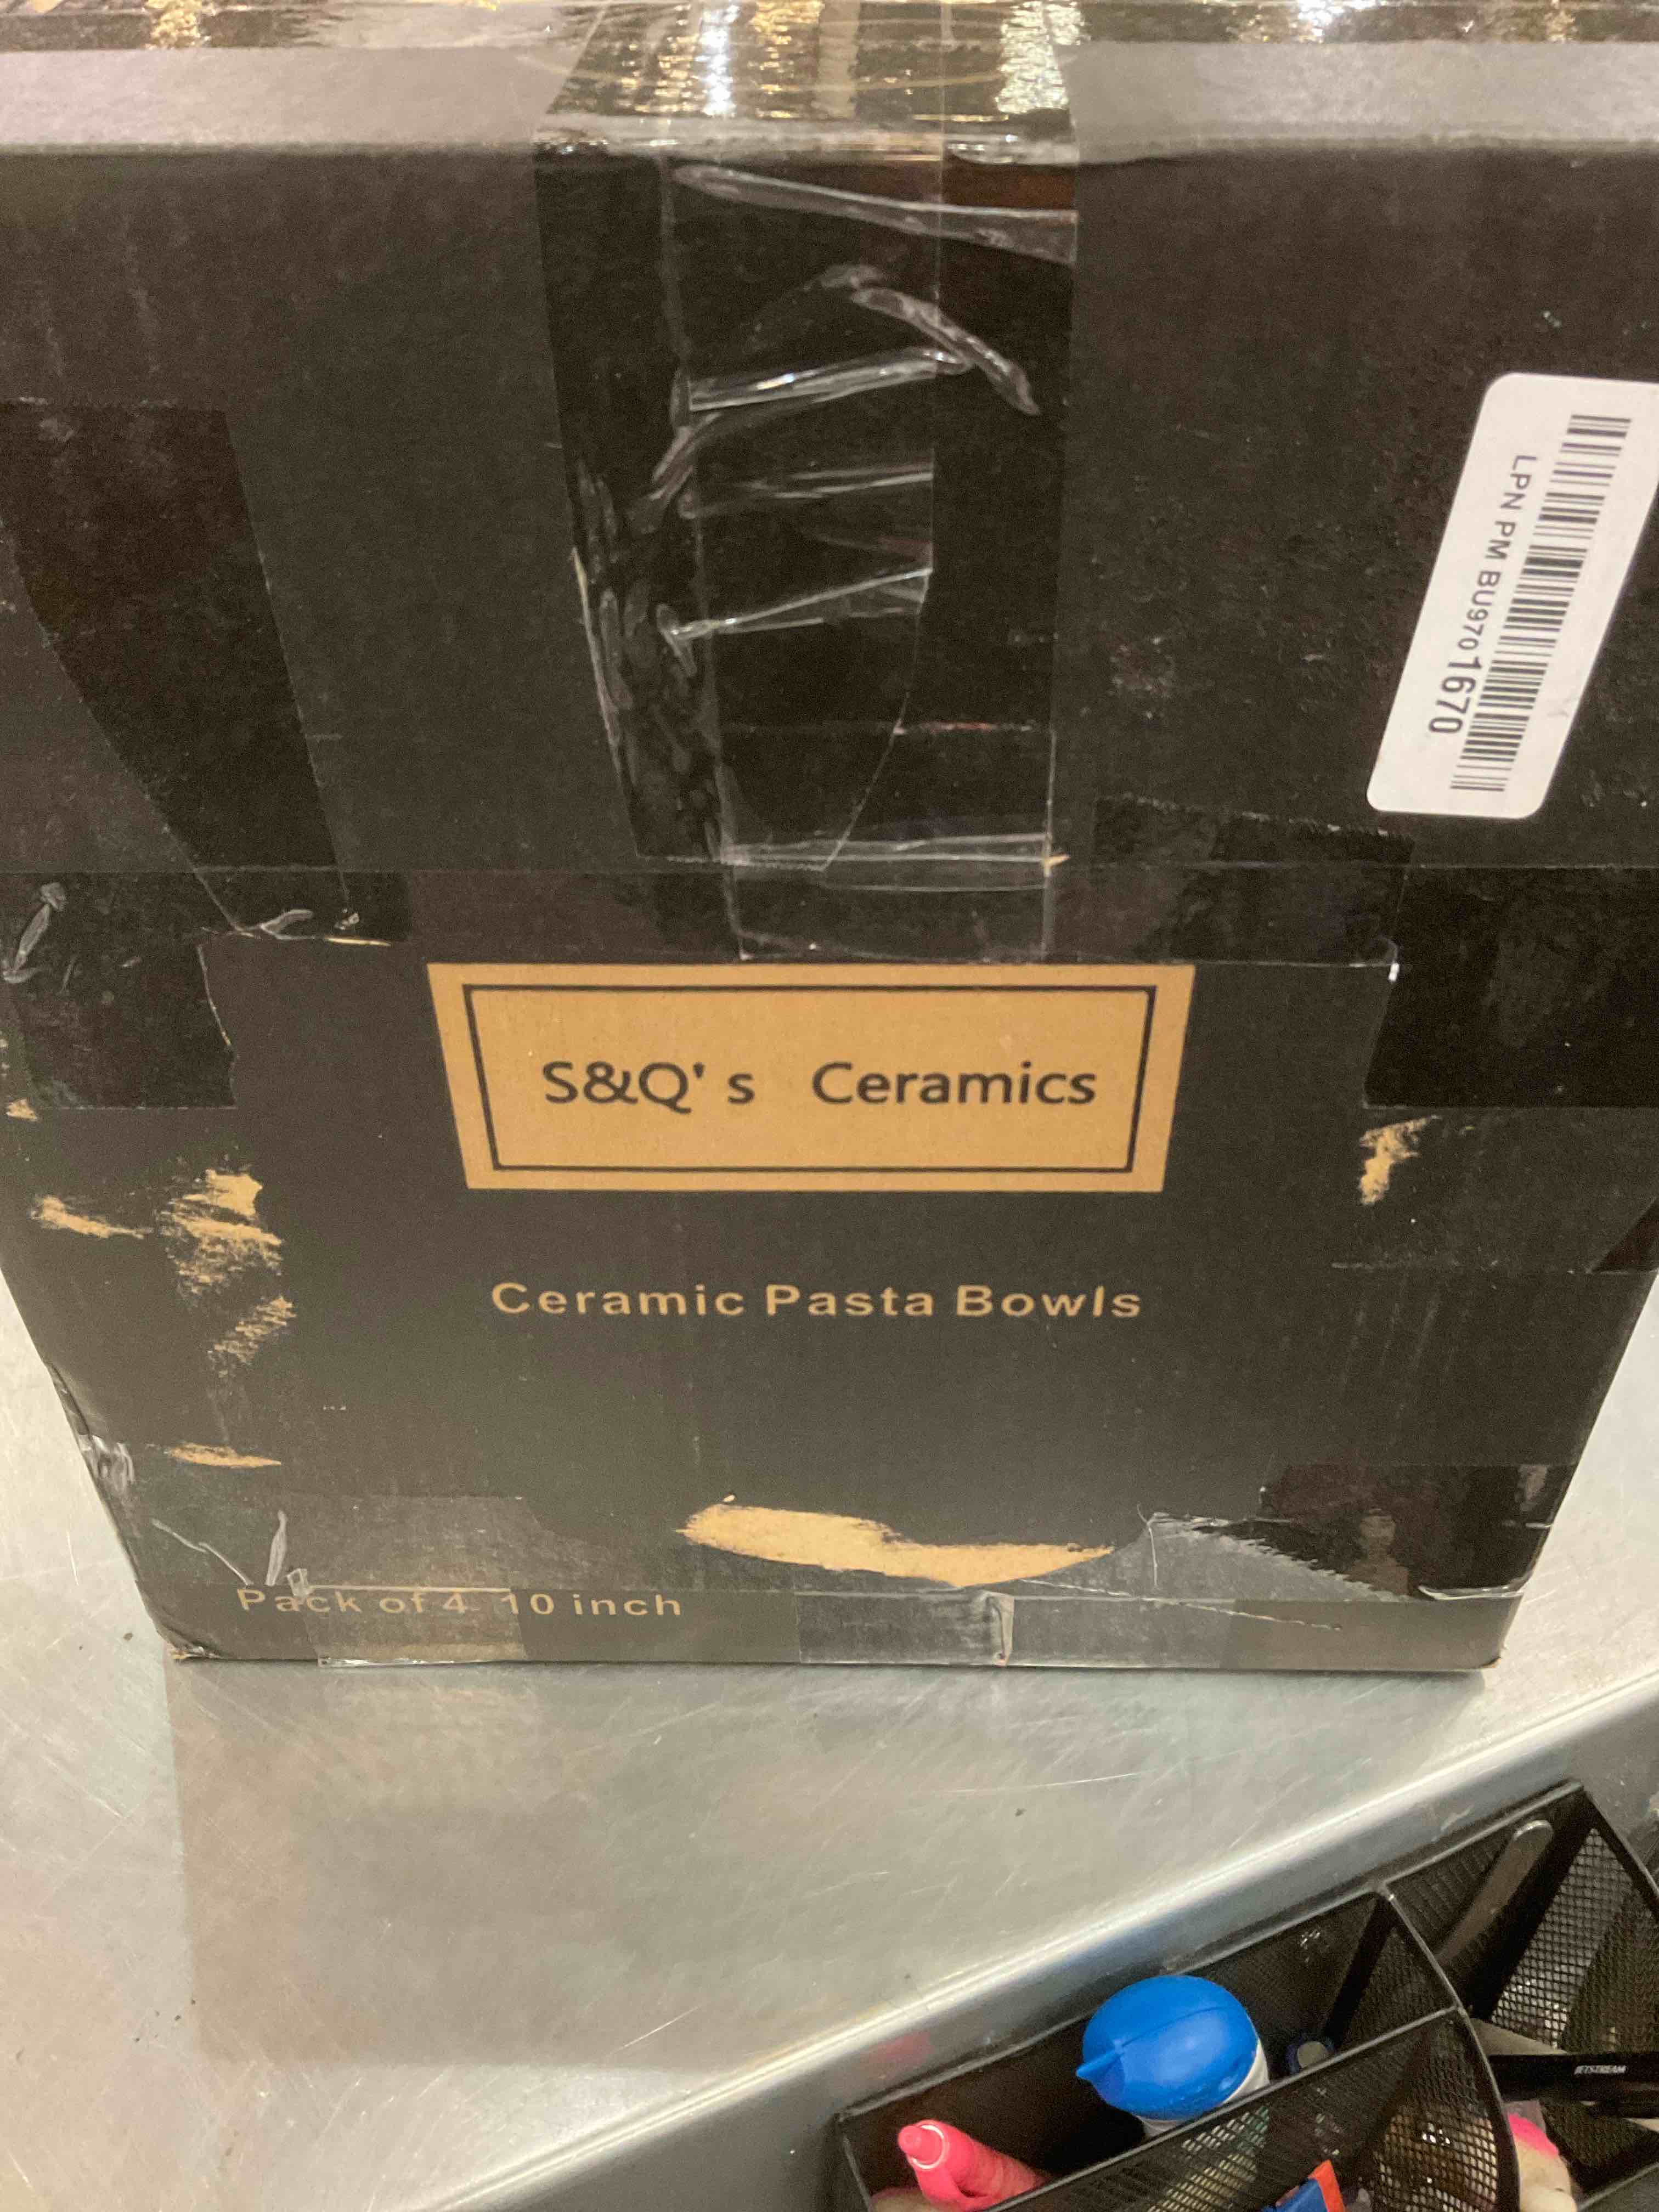 LPN PM BU9701670
S&Q' s Ceramics
Ceramic Pasta Bowls
Pack of 4 10 inch